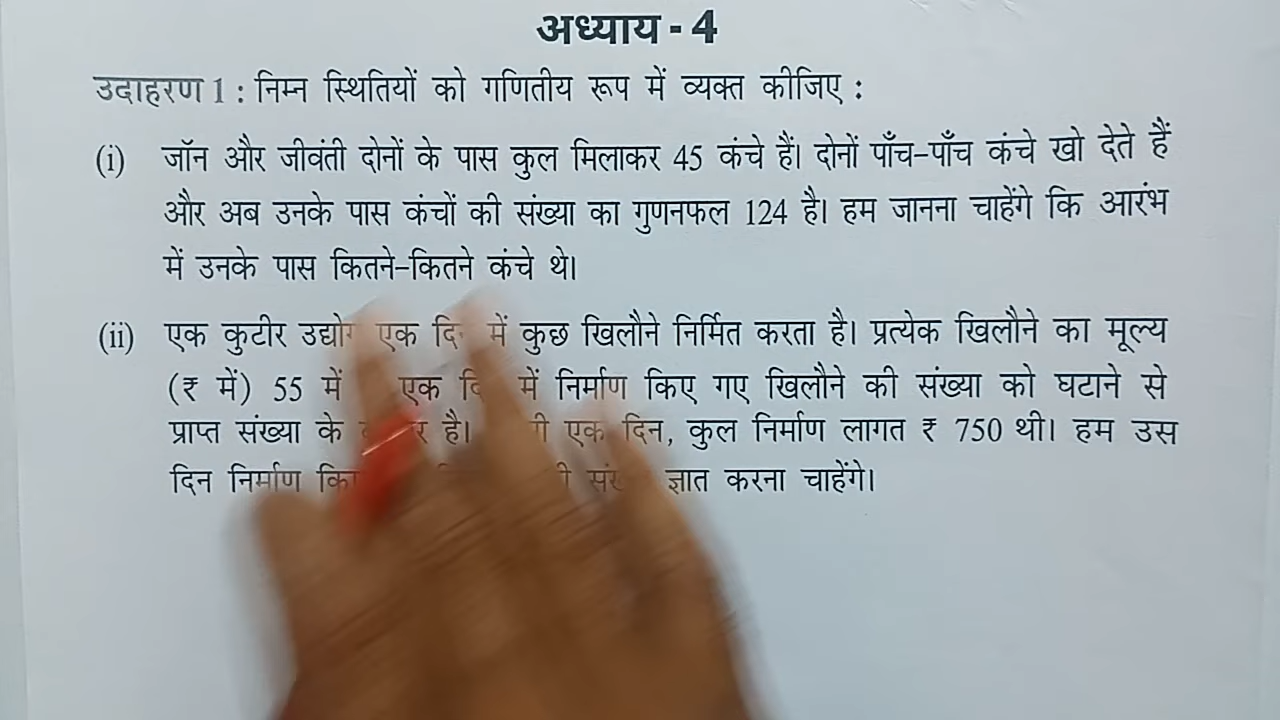 अध्याय - 4
उदाहरण 1 : निम्न स्थितियों को गणितीय रूप में व्यक्त कीजिए :
(i) जॉन और जीवंती दोनों के पास कुल मिलाकर 45 कंचे हैं। दोनों पाँच-पाँच कंचे खो देते हैं
और अब उनके पास कंचों की संख्या का गुणनफल 124 है। हम जानना चाहेंगे कि आरंभ
में उनके पास कितने-कितने कंचे थे।
(ii) एक कुटीर उद्योग एक दिन में कुछ खिलौने निर्मित करता है। प्रत्येक खिलौने का मूल्य
(₹ में) 55 में एक दिन में निर्माण किए गए खिलौने की संख्या को घटाने से
प्राप्त संख्या के है। एक दिन, कुल निर्माण लागत ₹ 750 थी। हम उस
दिन निर्माण ज्ञात करना चाहेंगे।